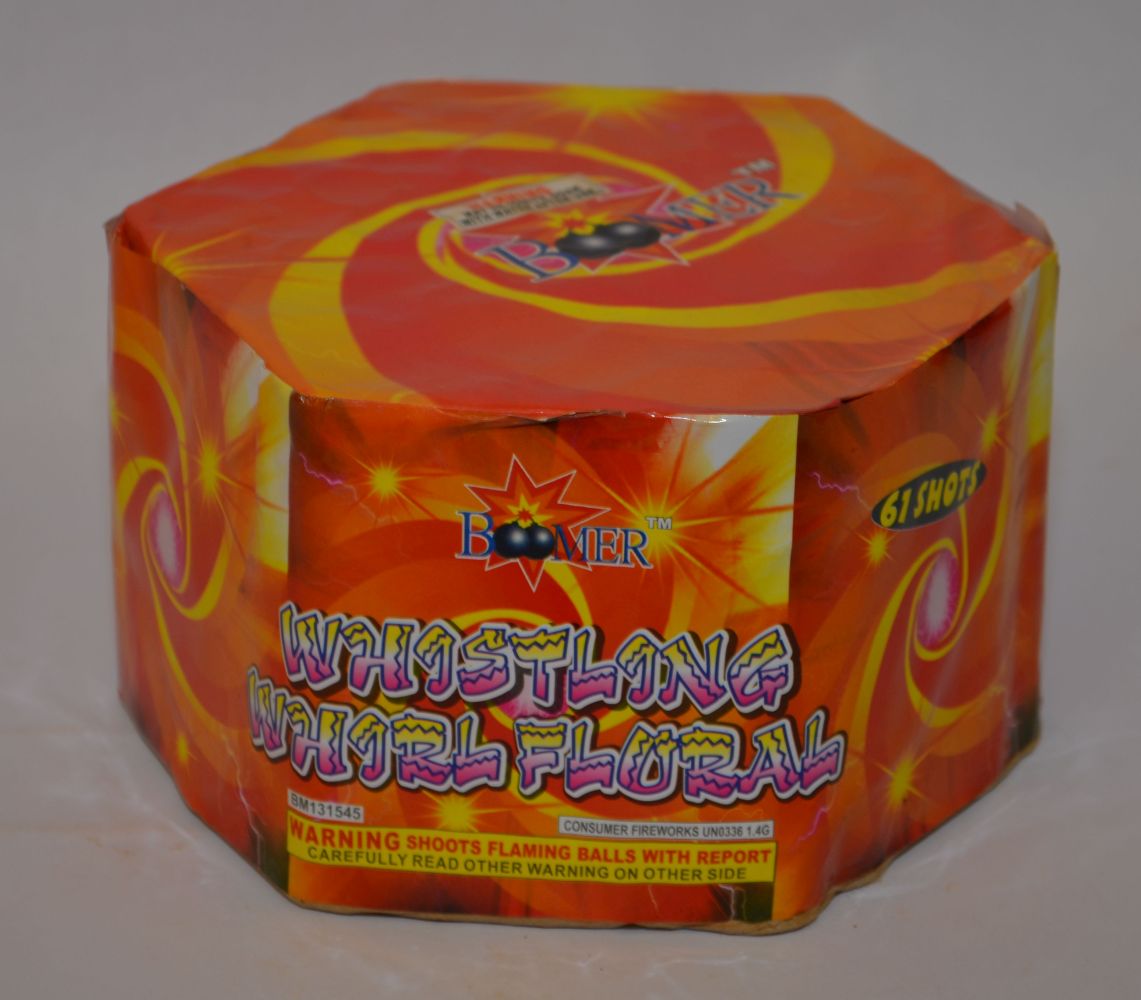 BOOMER™
61 SHOTS
BOOMER™
WHISTLING
WHIRL FLORAL
BM131545
CONSUMER FIREWORKS UN0336 1.4G
WARNING SHOOTS FLAMING BALLS WITH REPORT
CAREFULLY READ OTHER WARNING ON OTHER SIDE